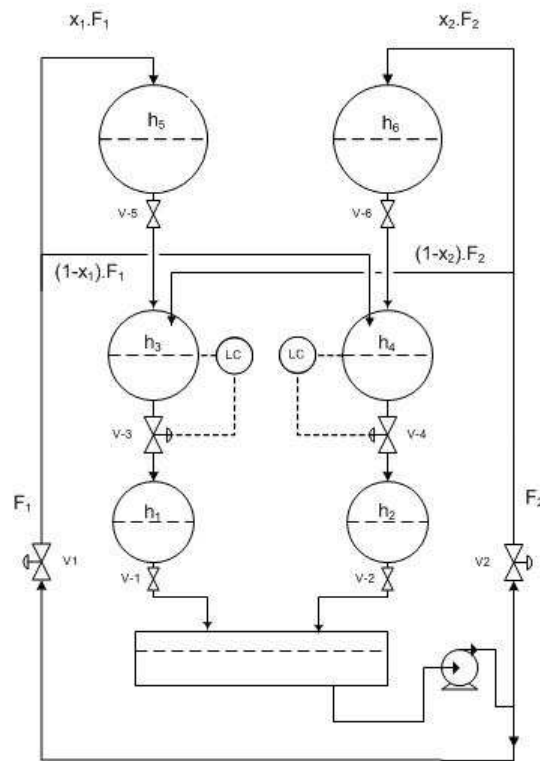 x₁.F₁
x₂.F₂
h₅
h₆
V-5
V-6
(1-x₁).F₁
(1-x₂).F₂
h₃
LC
LC
h₄
V-3
V-4
F₁
F₂
h₁
h₂
V1
V-1
V-2
V2